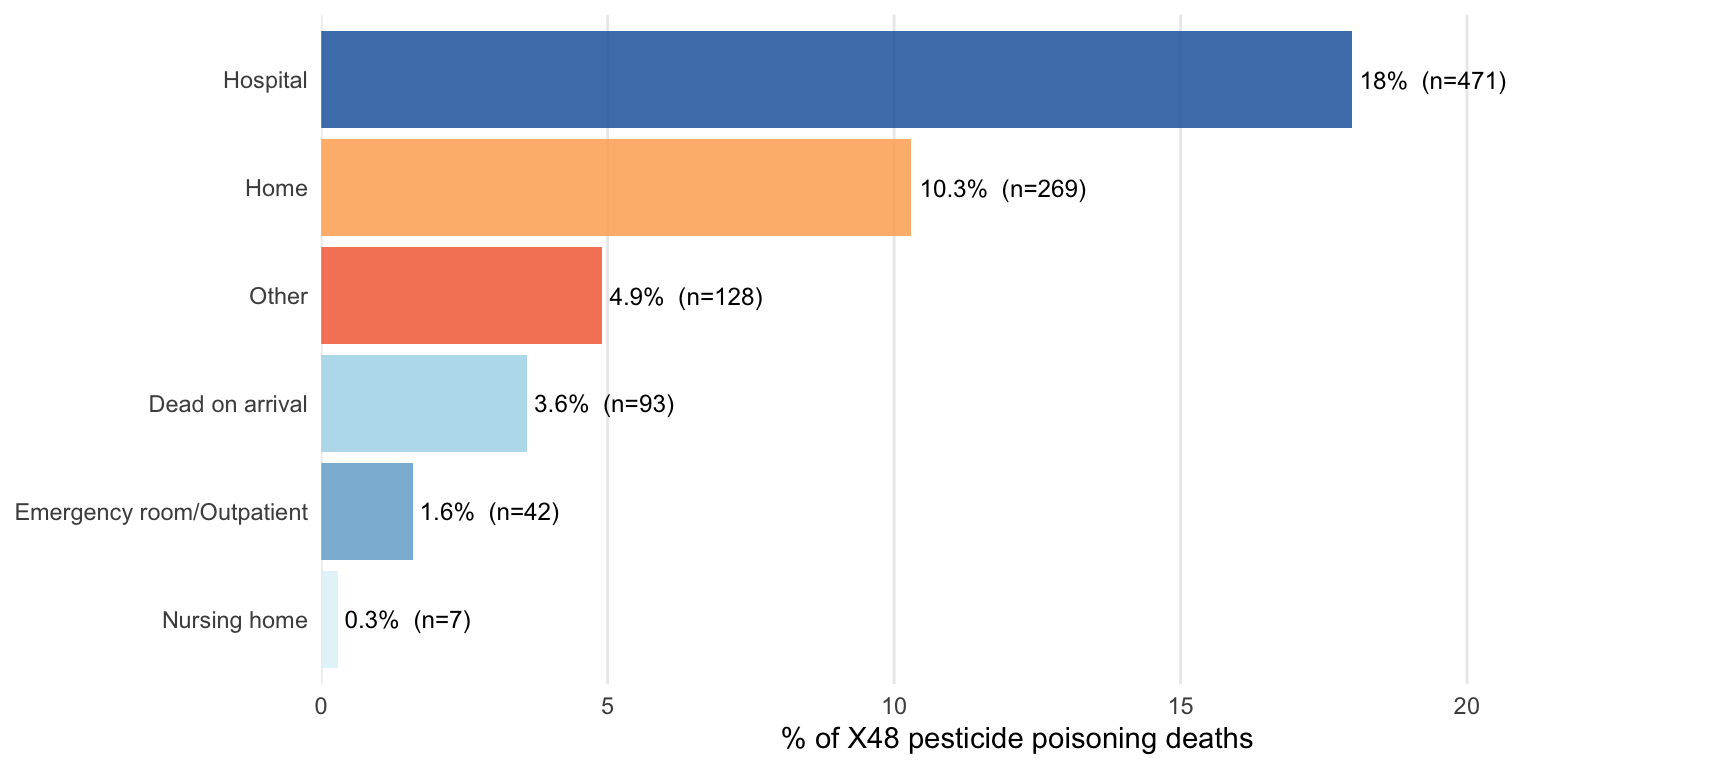 Hospital 18% (n=471)
Home 10.3% (n=269)
Other 4.9% (n=128)
Dead on arrival 3.6% (n=93)
Emergency room/Outpatient 1.6% (n=42)
Nursing home 0.3% (n=7)
0 5 10 15 20
% of X48 pesticide poisoning deaths